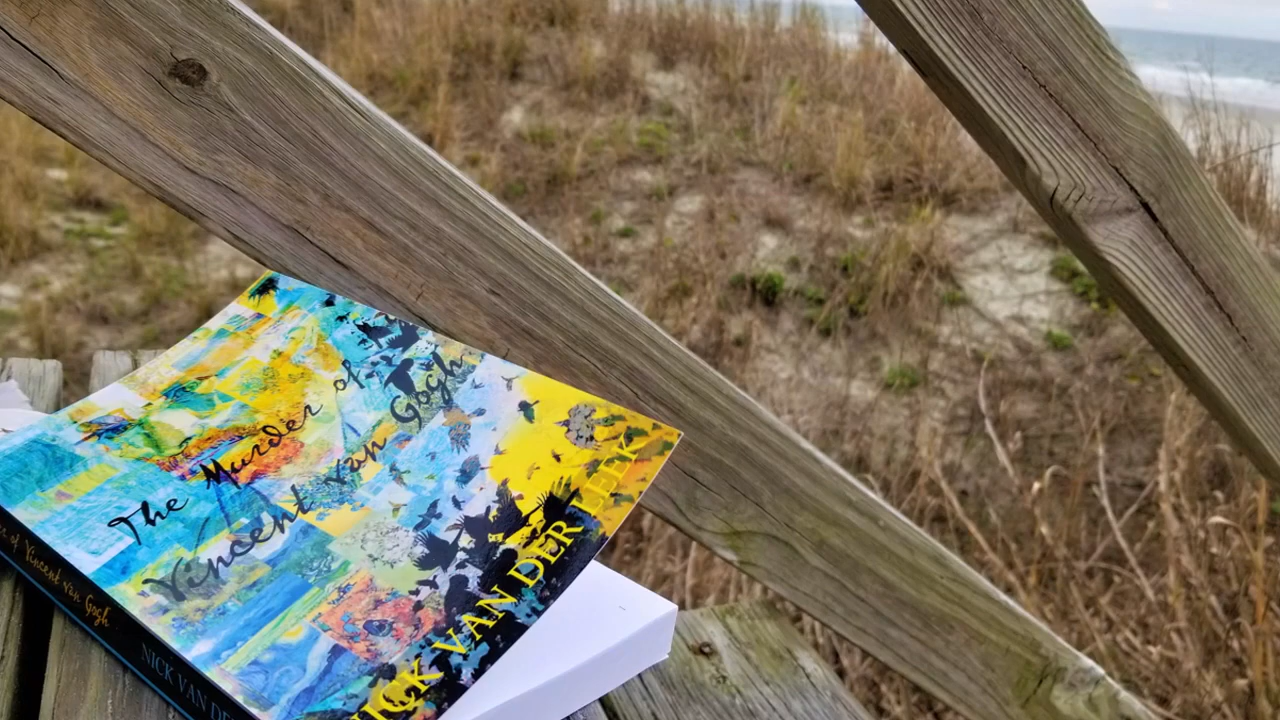 The Murder of
Vincent van Gogh
NICK VAN DER LEEK
of Vincent van Gogh
NICK VAN DE